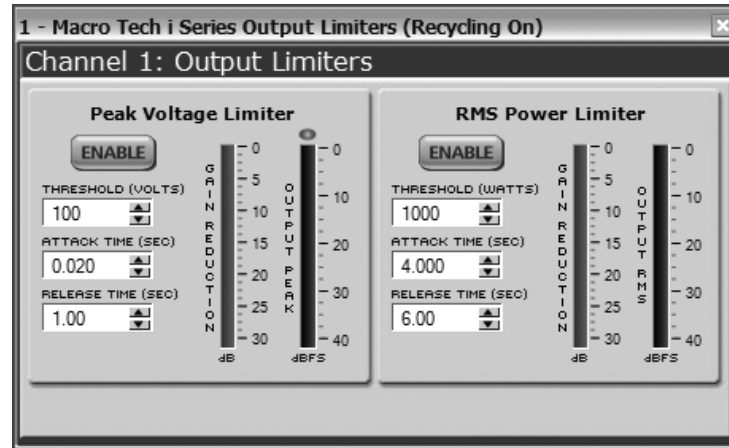 1 - Macro Tech i Series Output Limiters (Recycling On)
Channel 1: Output Limiters
Peak Voltage Limiter
ENABLE
THRESHOLD (VOLTS)
100
ATTACK TIME (SEC)
0.020
RELEASE TIME (SEC)
1.00
GAIN REDUCTION
0
5
10
15
20
25
30
dB
OUTPUT PEAK
0
10
20
30
40
dBFS
RMS Power Limiter
ENABLE
THRESHOLD (WATTS)
1000
ATTACK TIME (SEC)
4.000
RELEASE TIME (SEC)
6.00
GAIN REDUCTION
0
5
10
15
20
25
30
dB
OUTPUT RMS
0
10
20
30
40
dBFS